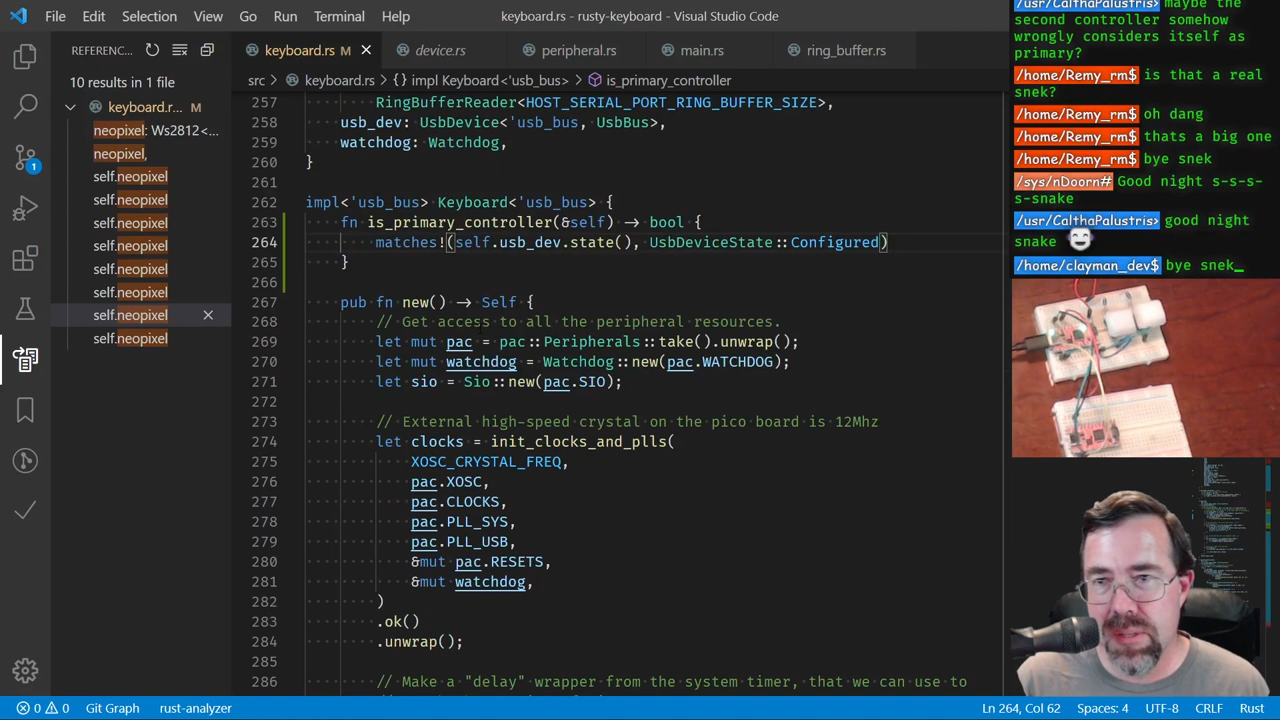 File Edit Selection View Go Run Terminal Help keyboard.rs - rusty-keyboard - Visual Studio Code
REFERENC...
keyboard.rs M device.rs peripheral.rs main.rs ring_buffer.rs
src > keyboard.rs > {} impl Keyboard<'usb_bus> > is_primary_controller
10 results in 1 file
keyboard.r... M
neopixel: Ws2812<...
neopixel,
self.neopixel
self.neopixel
self.neopixel
self.neopixel
self.neopixel
self.neopixel
self.neopixel
self.neopixel
257 RingBufferReader<HOST_SERIAL_PORT_RING_BUFFER_SIZE>,
258 usb_dev: UsbDevice<'usb_bus, UsbBus>,
259 watchdog: Watchdog,
260 }
261
262 impl<'usb_bus> Keyboard<'usb_bus> {
263 fn is_primary_controller(&self) → bool {
264 matches!(self.usb_dev.state(), UsbDeviceState::Configured)
265 }
266
267 pub fn new() → Self {
268 // Get access to all the peripheral resources.
269 let mut pac = pac::Peripherals::take().unwrap();
270 let mut watchdog = Watchdog::new(pac.WATCHDOG);
271 let sio = Sio::new(pac.SIO);
272
273 // External high-speed crystal on the pico board is 12Mhz
274 let clocks = init_clocks_and_plls(
275 XOSC_CRYSTAL_FREQ,
276 pac.XOSC,
277 pac.CLOCKS,
278 pac.PLL_SYS,
279 pac.PLL_USB,
280 &mut pac.RESETS,
281 &mut watchdog,
282 )
283 .ok()
284 .unwrap();
285
286 // Make a "delay" wrapper from the system timer, that we can use to
/usr/CalthaPalustris> maybe the
second controller somehow
wrongly considers itself as
primary?
/home/Remy_rm$ is that a real
snek?
/home/Remy_rm$ oh dang
/home/Remy_rm$ thats a big one
/home/Remy_rm$ bye snek
/sys/nDoorn# Good night s-s-s-
s-snake
/usr/CalthaPalustris> good night
snake
/home/clayman_dev$ bye snek_
1
0 0 Git Graph rust-analyzer Ln 264, Col 62 Spaces: 4 UTF-8 CRLF Rust